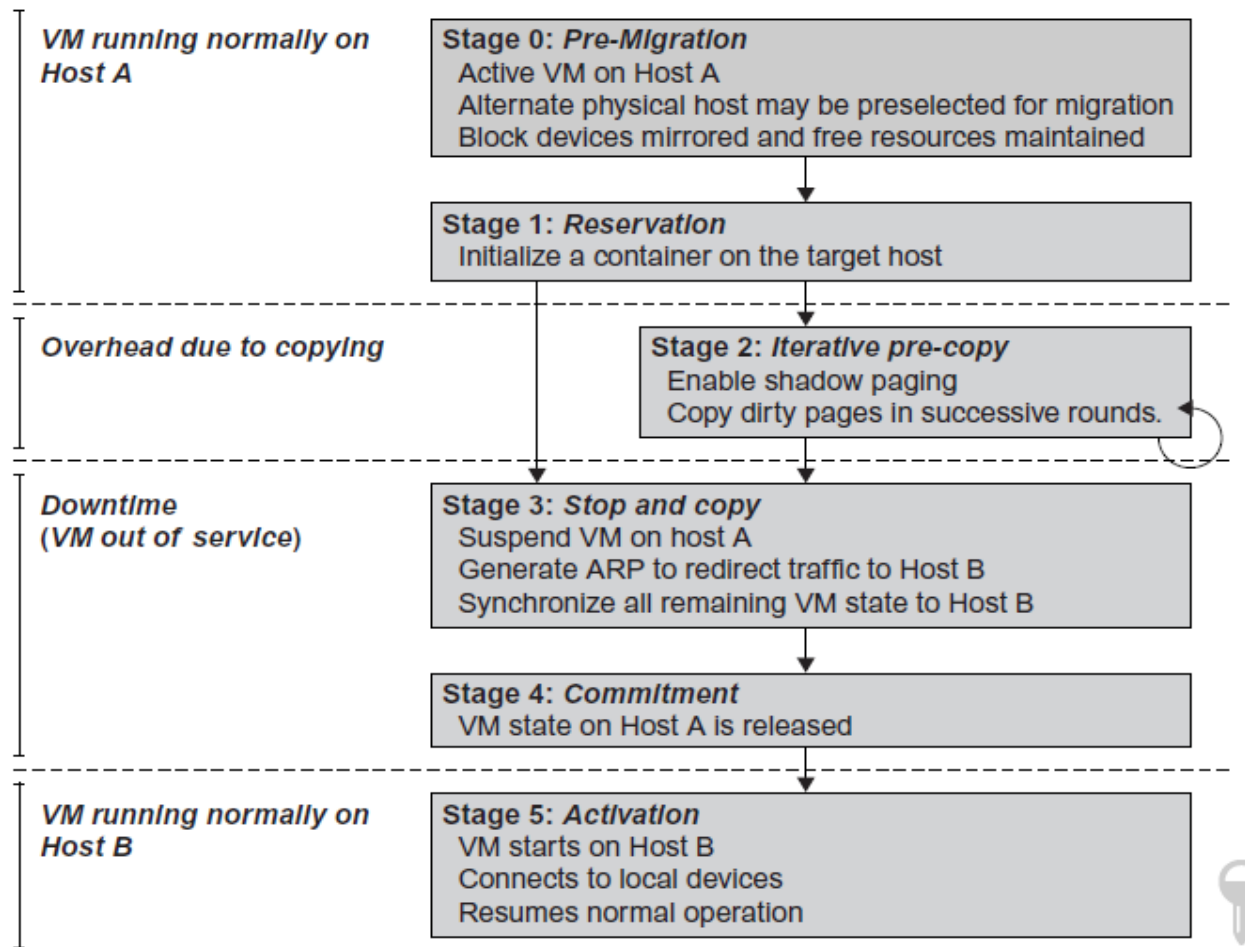 VM running normally on
Host A
Stage 0: Pre-Migration
Active VM on Host A
Alternate physical host may be preselected for migration
Block devices mirrored and free resources maintained
Stage 1: Reservation
Initialize a container on the target host
Overhead due to copying
Stage 2: Iterative pre-copy
Enable shadow paging
Copy dirty pages in successive rounds.
Downtime
(VM out of service)
Stage 3: Stop and copy
Suspend VM on host A
Generate ARP to redirect traffic to Host B
Synchronize all remaining VM state to Host B
Stage 4: Commitment
VM state on Host A is released
VM running normally on
Host B
Stage 5: Activation
VM starts on Host B
Connects to local devices
Resumes normal operation